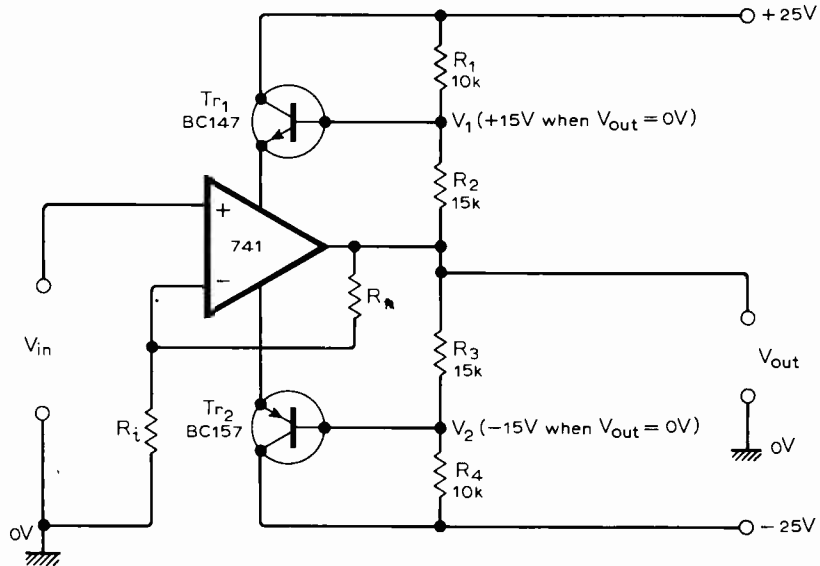 +25V
R1
10k
Tr1
BC147
V1 (+15V when Vout = 0V)
R2
15k
+
741
−
Rn
Vin
R3
15k
Vout
Tr2
BC157
V2 (−15V when Vout = 0V)
Ri
R4
10k
0V
0V
−25V